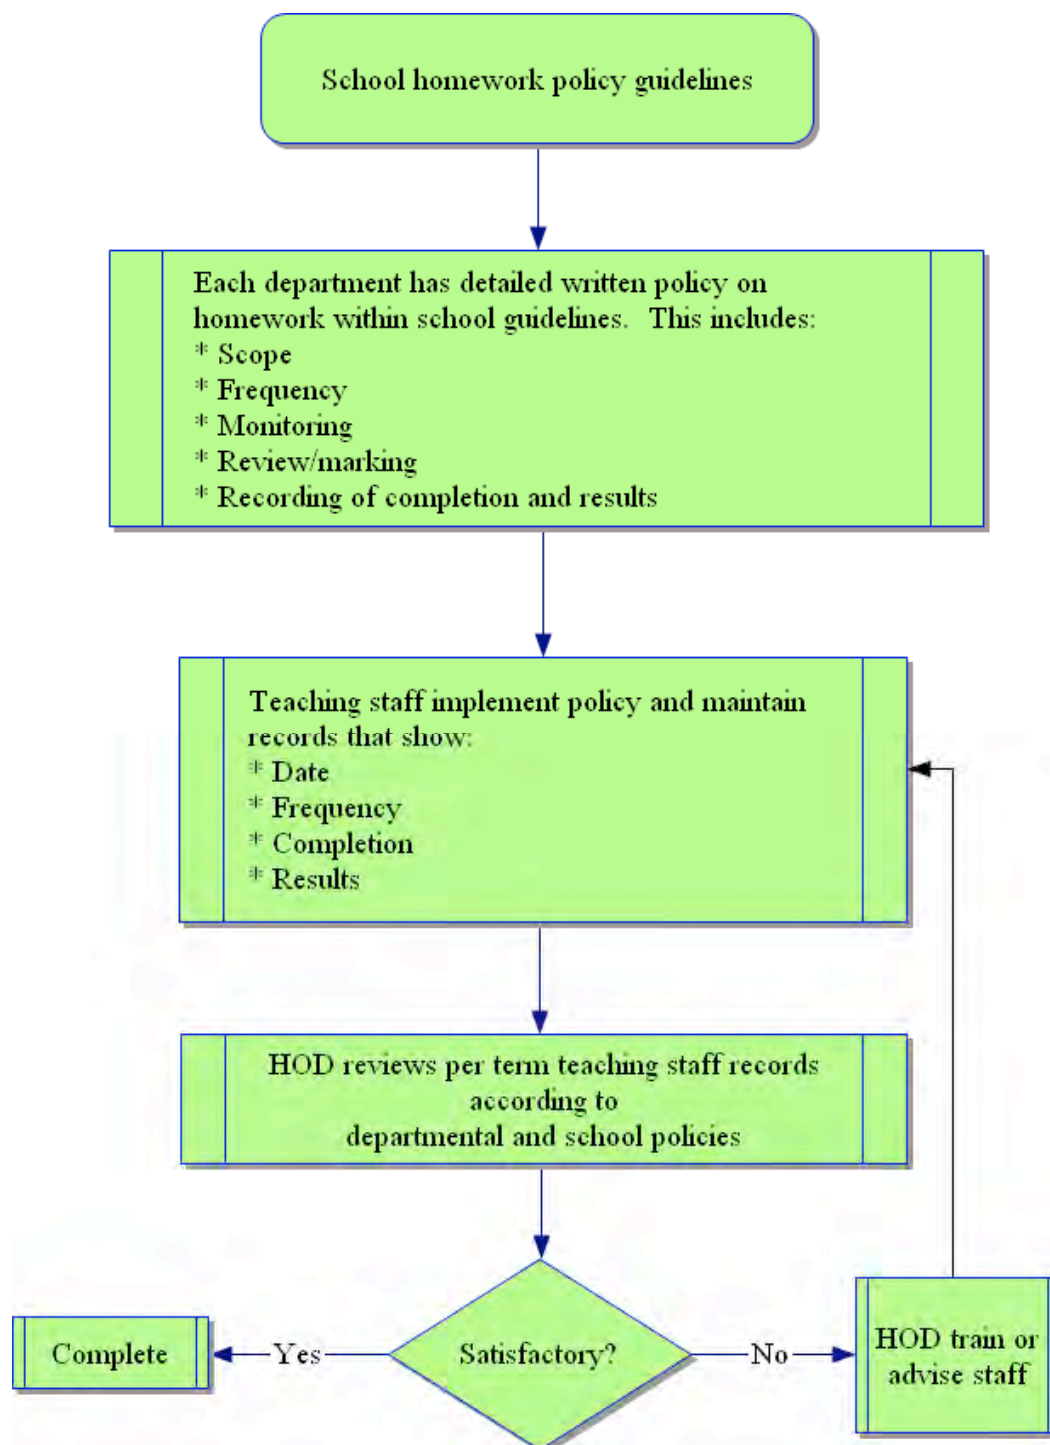 School homework policy guidelines
Each department has detailed written policy on
homework within school guidelines.  This includes:
* Scope
* Frequency
* Monitoring
* Review/marking
* Recording of completion and results
Teaching staff implement policy and maintain
records that show:
* Date
* Frequency
* Completion
* Results
HOD reviews per term teaching staff records
according to
departmental and school policies
Satisfactory?
Yes
Complete
No
HOD train or
advise staff